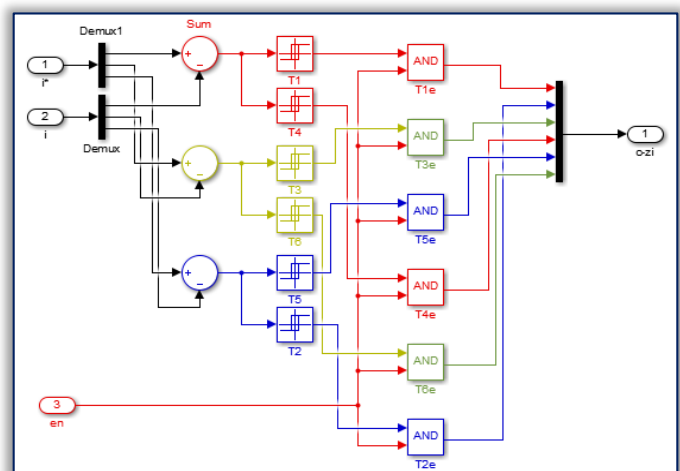 Demux1
Sum
+
-
1
i*
2
i
Demux
T1
T4
AND
T1e
AND
T3e
1
o-zi
+
-
T3
T6
AND
T5e
+
-
T5
T2
AND
T4e
AND
T6e
3
en
AND
T2e